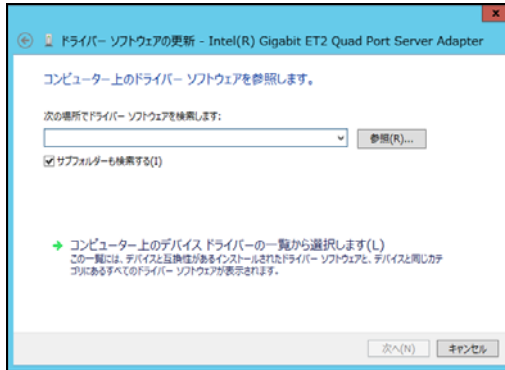 ドライバー ソフトウェアの更新 - Intel(R) Gigabit ET2 Quad Port Server Adapter
コンピューター上のドライバー ソフトウェアを参照します。
次の場所でドライバー ソフトウェアを検索します:
参照(R)...
サブフォルダーも検索する(I)
コンピューター上のデバイス ドライバーの一覧から選択します(L)
この一覧には、デバイスと互換性があるインストールされたドライバー ソフトウェアと、デバイスと同じカテ
ゴリにあるすべてのドライバー ソフトウェアが表示されます。
次へ(N)
キャンセル